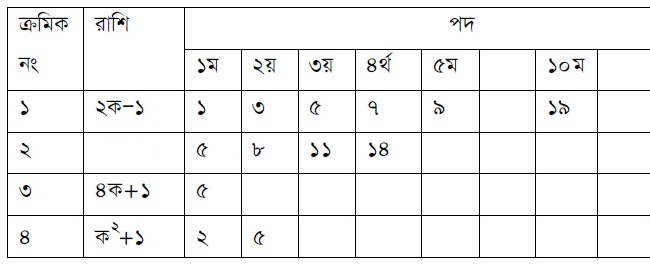 ক্রমিক নং রাশি পদ
১ম ২য় ৩য় ৪র্থ ৫ম ১০ম
১ ২ক-১ ১ ৩ ৫ ৭ ৯ ১৯
২ ৫ ৮ ১১ ১৪
৩ ৪ক+১ ৫
৪ ক²+১ ২ ৫